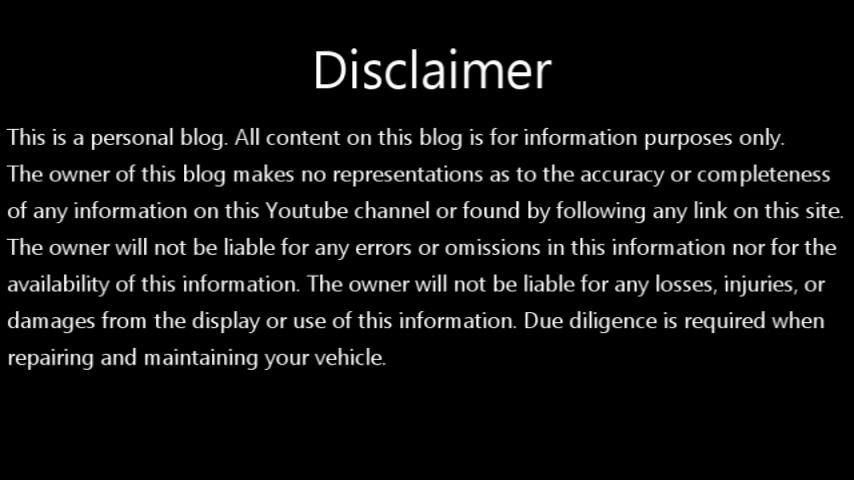 Disclaimer
This is a personal blog. All content on this blog is for information purposes only.
The owner of this blog makes no representations as to the accuracy or completeness
of any information on this Youtube channel or found by following any link on this site.
The owner will not be liable for any errors or omissions in this information nor for the
availability of this information. The owner will not be liable for any losses, injuries, or
damages from the display or use of this information. Due diligence is required when
repairing and maintaining your vehicle.